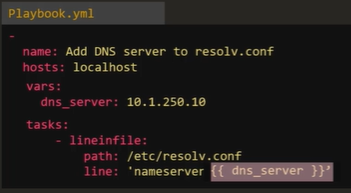 Playbook.yml
-
name: Add DNS server to resolv.conf
hosts: localhost
vars:
dns_server: 10.1.250.10
tasks:
- lineinfile:
path: /etc/resolv.conf
line: 'nameserver {{ dns_server }}’